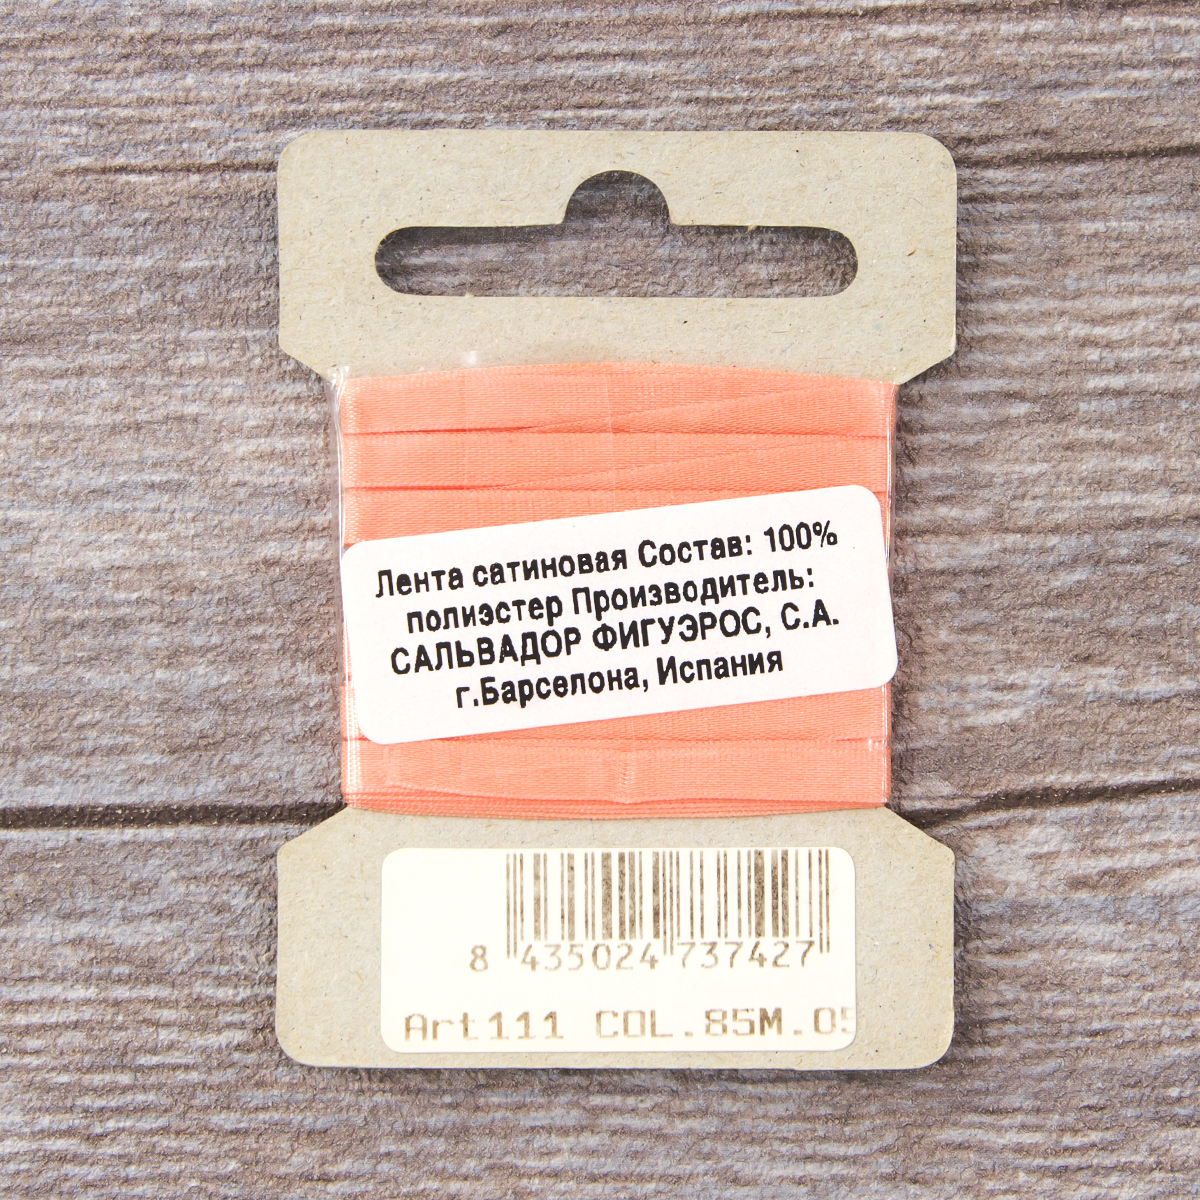 Лента сатиновая Состав: 100%
полиэстер Производитель:
САЛЬВАДОР ФИГУЭРОС, С.А.
г.Барселона, Испания
8 435024 737427
Art111 COL.85M.05